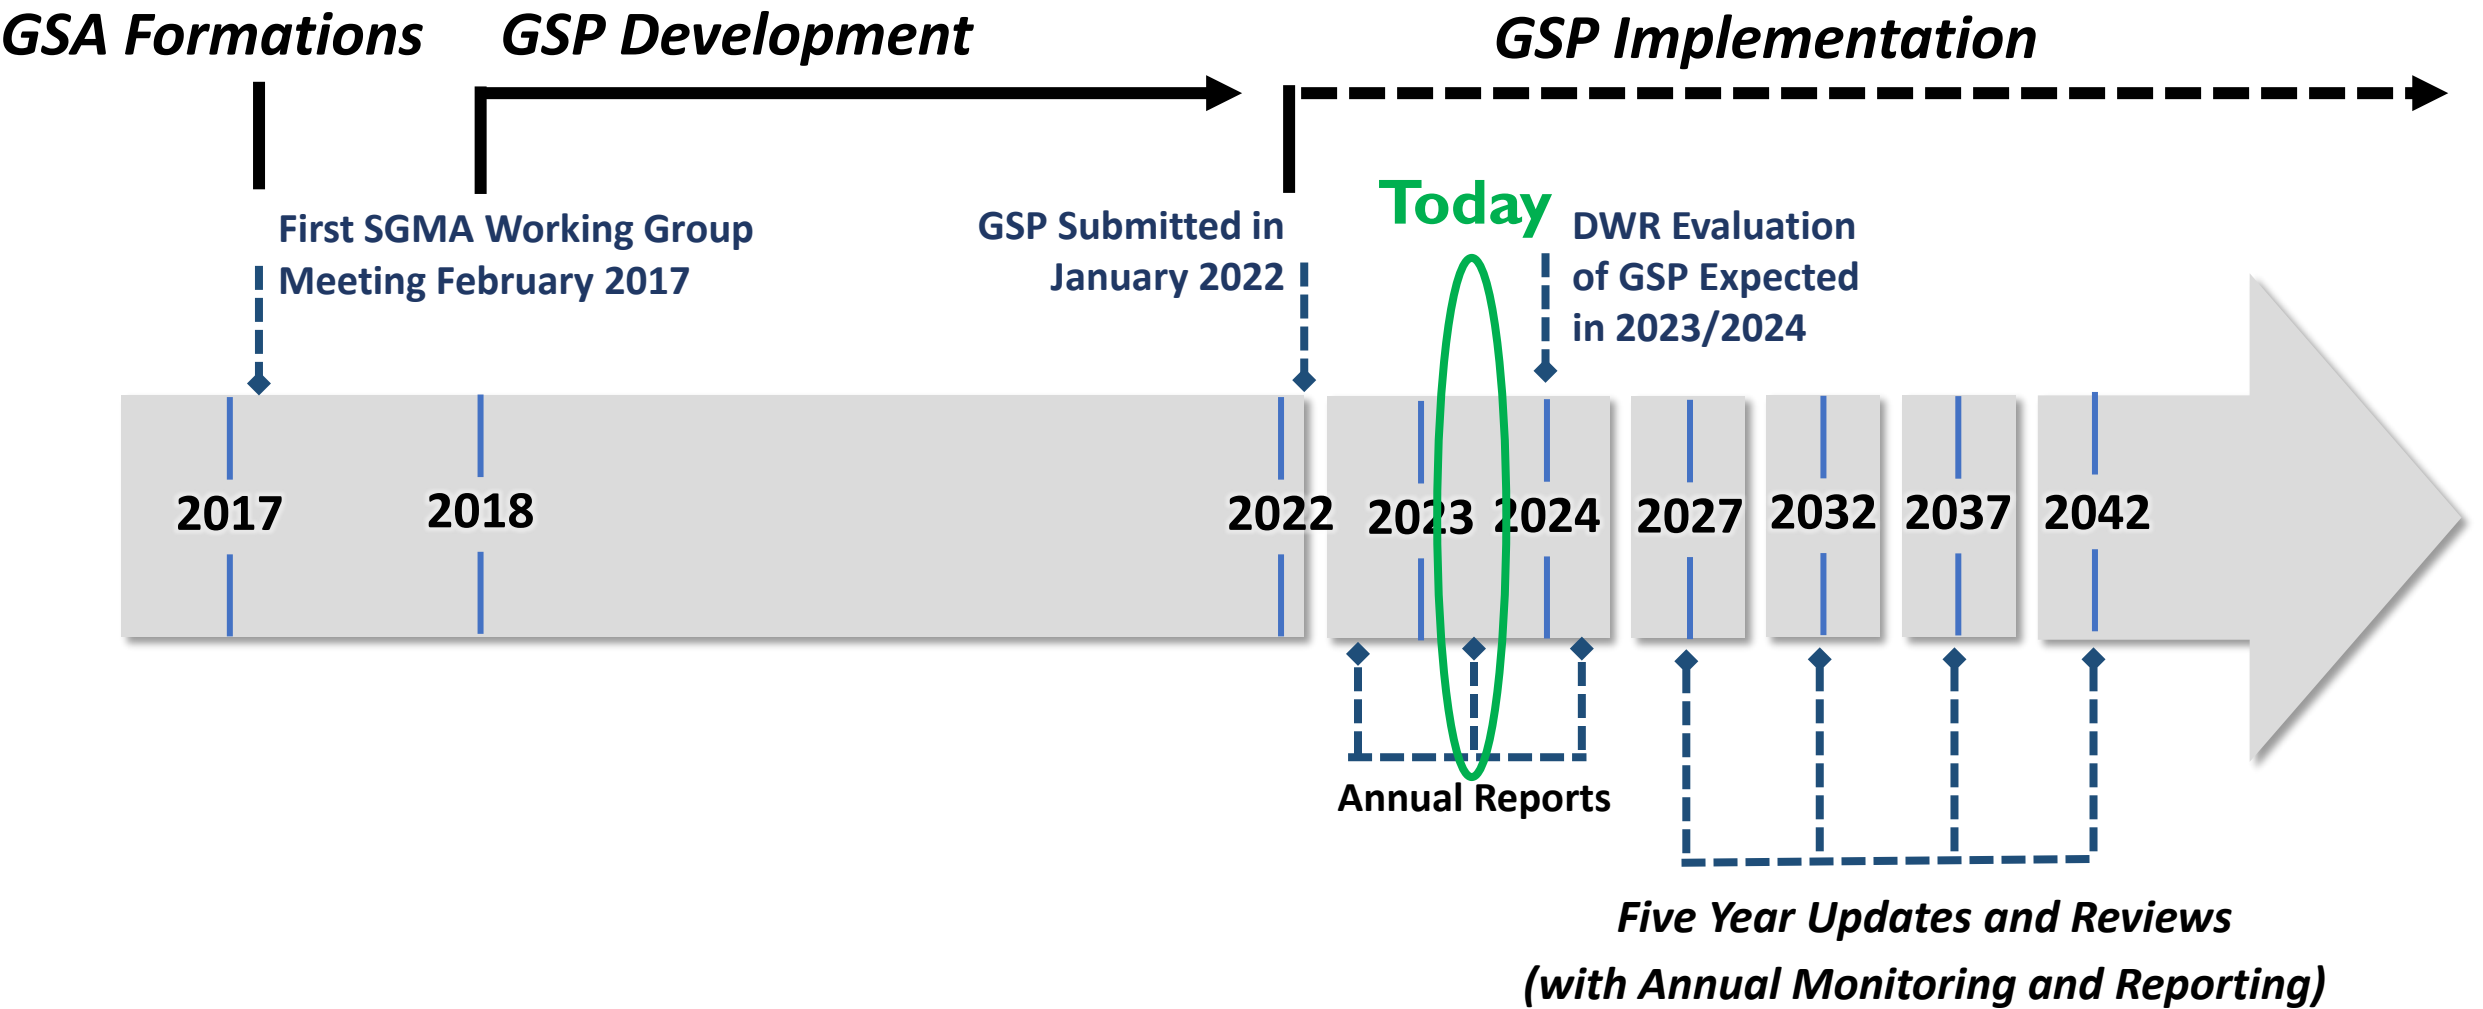 GSA Formations
GSP Development
GSP Implementation
First SGMA Working Group
Meeting February 2017
GSP Submitted in
January 2022
Today
DWR Evaluation
of GSP Expected
in 2023/2024
2017
2018
2022
2023
2024
2027
2032
2037
2042
Annual Reports
Five Year Updates and Reviews
(with Annual Monitoring and Reporting)